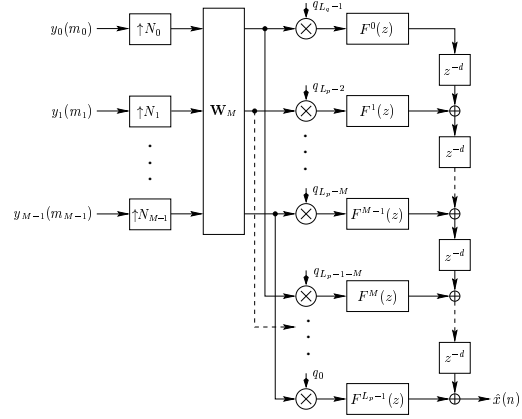 q_{L_q-1}
y_0(m_0) ↑N_0 F^0(z)
z^{-d}
q_{L_p-2}
y_1(m_1) ↑N_1 W_M F^1(z)
z^{-d}
q_{L_p-M}
y_{M-1}(m_{M-1}) ↑N_{M-1} F^{M-1}(z)
z^{-d}
q_{L_p-1-M}
F^M(z)
z^{-d}
q_0
F^{L_p-1}(z) x̂(n)